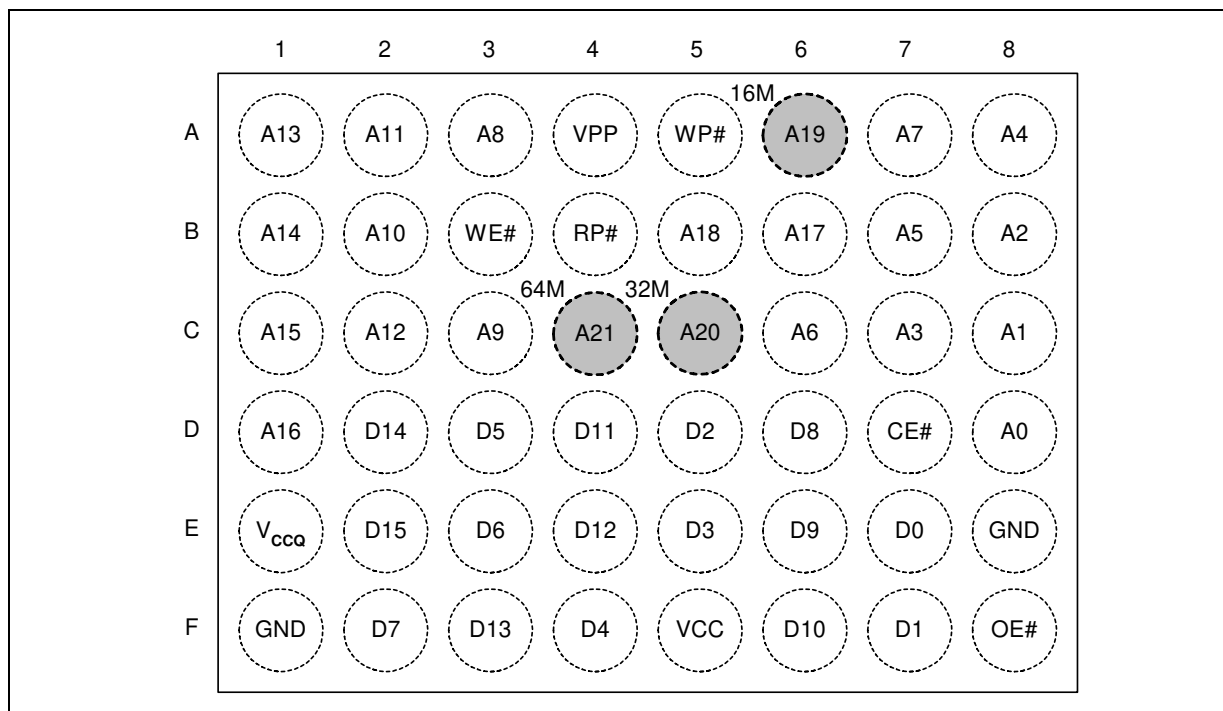 1 2 3 4 5 6 7 8
16M
A A13 A11 A8 VPP WP# A19 A7 A4
B A14 A10 WE# RP# A18 A17 A5 A2
64M 32M
C A15 A12 A9 A21 A20 A6 A3 A1
D A16 D14 D5 D11 D2 D8 CE# A0
E VCCQ D15 D6 D12 D3 D9 D0 GND
F GND D7 D13 D4 VCC D10 D1 OE#